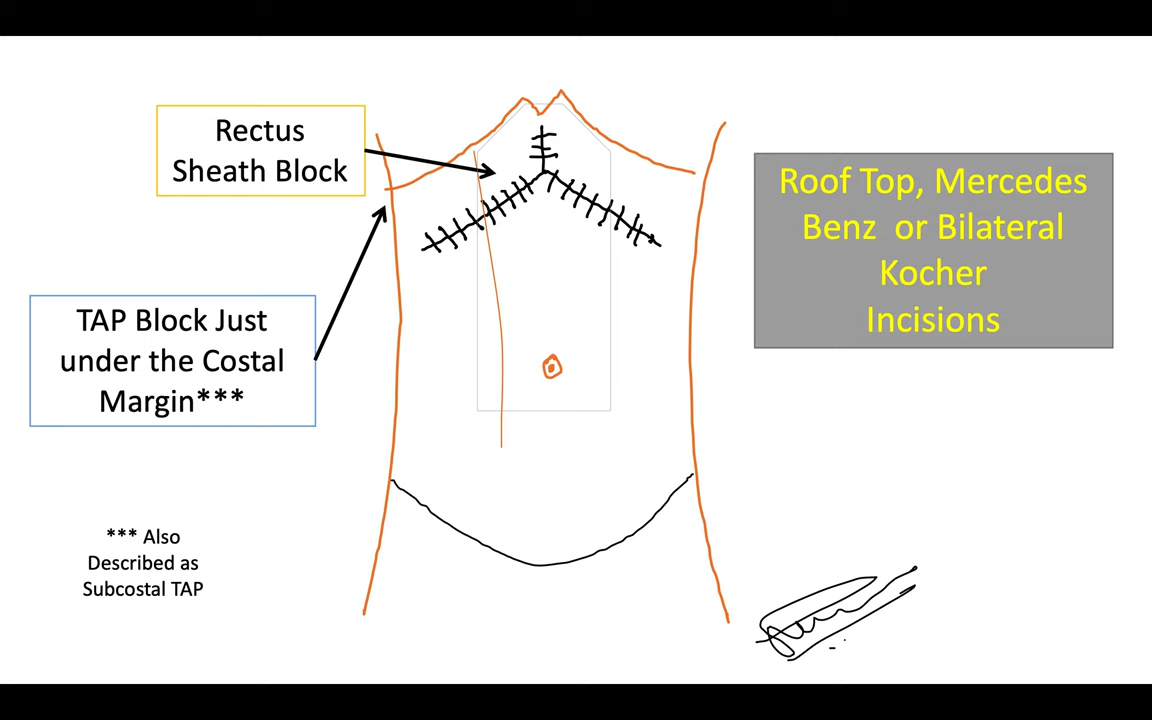 Rectus
Sheath Block
Roof Top, Mercedes
Benz or Bilateral
Kocher
Incisions
TAP Block Just
under the Costal
Margin***
*** Also
Described as
Subcostal TAP